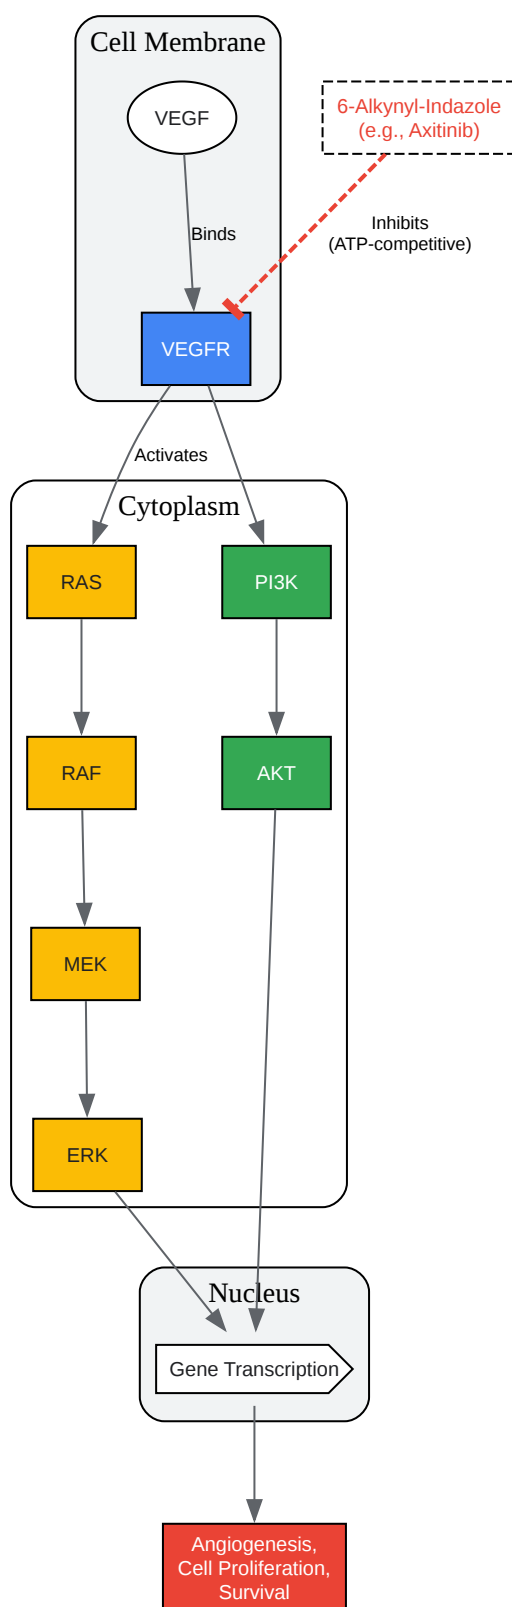 Cell Membrane
VEGF
6-Alkynyl-Indazole
(e.g., Axitinib)
Binds
Inhibits
(ATP-competitive)
VEGFR
Activates
Cytoplasm
RAS
PI3K
RAF
AKT
MEK
ERK
Nucleus
Gene Transcription
Angiogenesis,
Cell Proliferation,
Survival